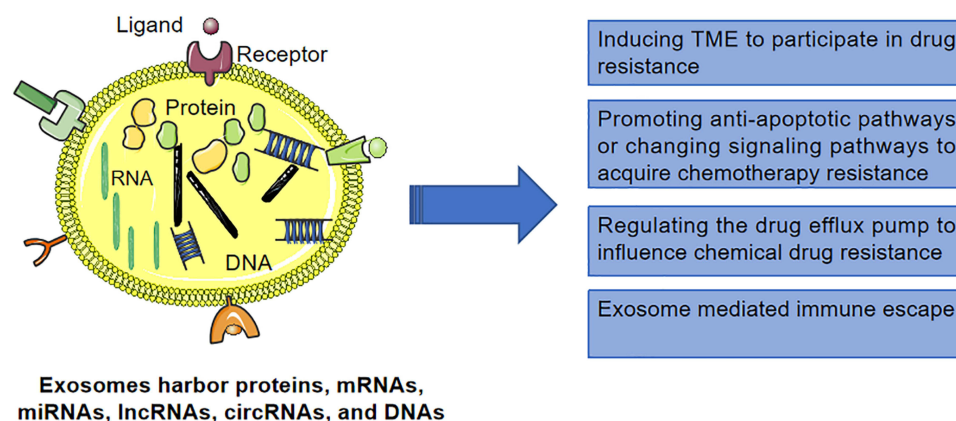 Ligand
Receptor
Protein
RNA
DNA
Exosomes harbor proteins, mRNAs,
miRNAs, lncRNAs, circRNAs, and DNAs
Inducing TME to participate in drug
resistance
Promoting anti-apoptotic pathways
or changing signaling pathways to
acquire chemotherapy resistance
Regulating the drug efflux pump to
influence chemical drug resistance
Exosome mediated immune escape